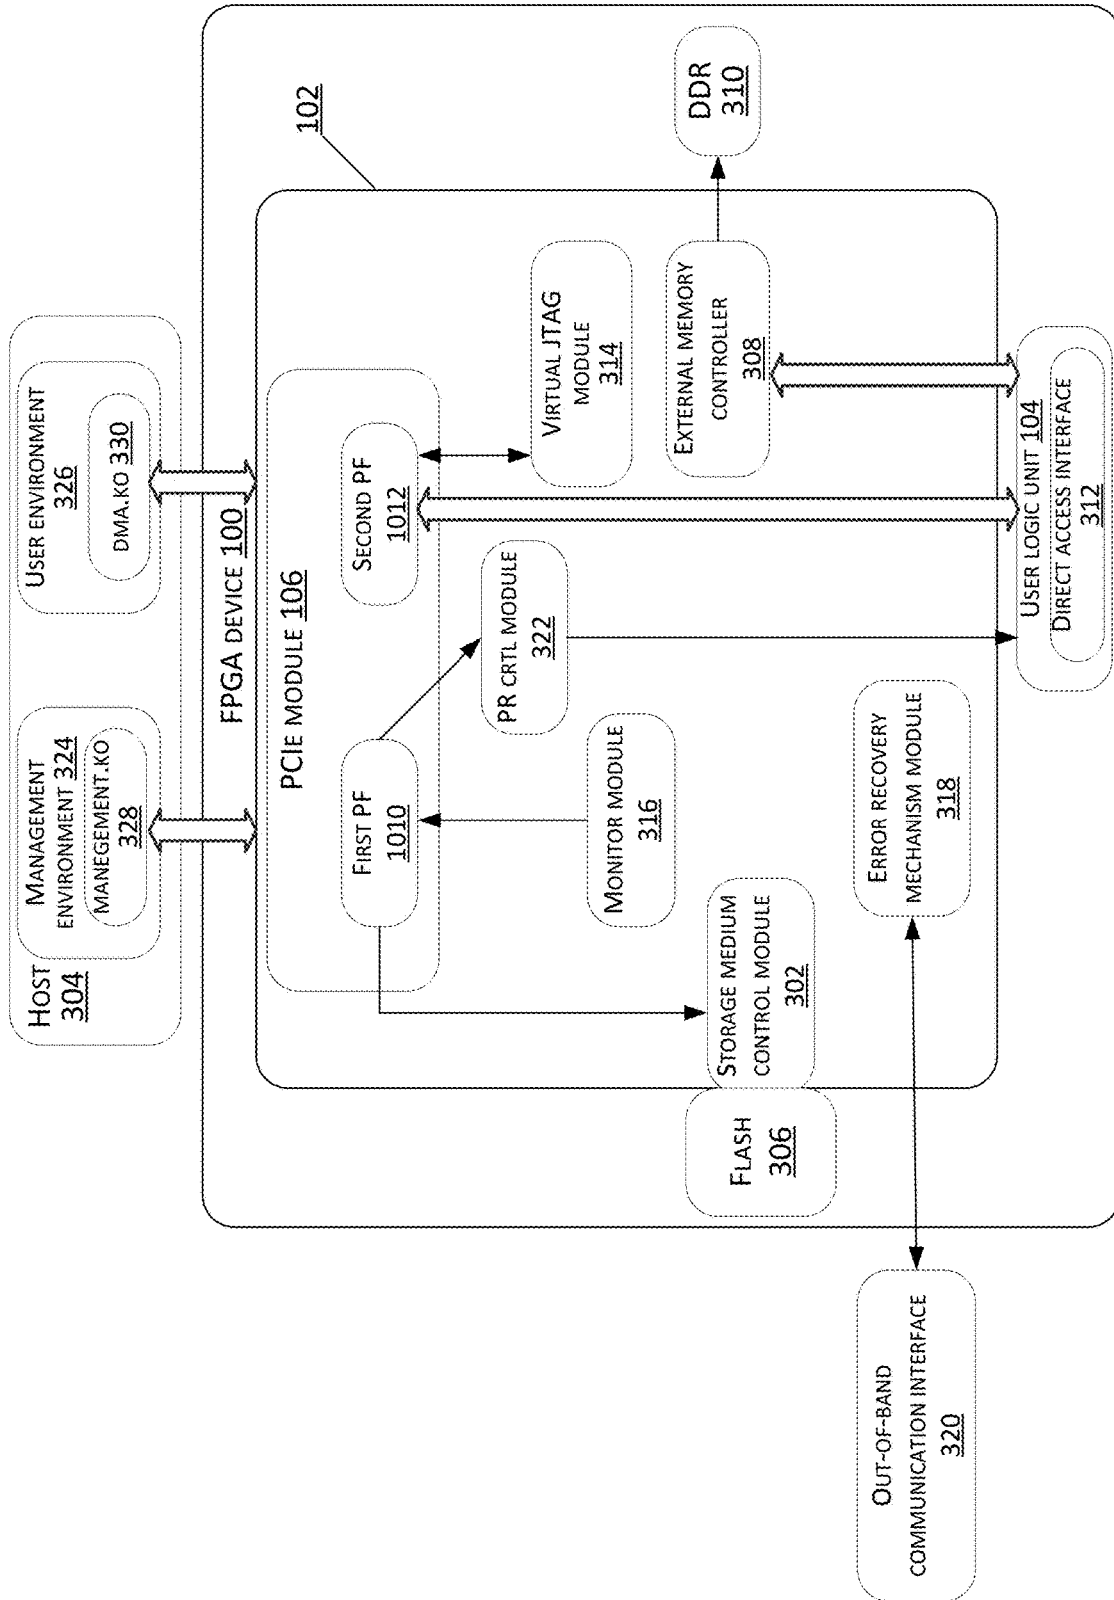 HOST
304
MANAGEMENT
ENVIRONMENT 324
MANEGEMENT.KO
328
USER ENVIRONMENT
326
DMA.KO 330
FPGA DEVICE 100
102
PCIE MODULE 106
FIRST PF
1010
SECOND PF
1012
PR CRTL MODULE
322
VIRTUAL JTAG
MODULE
314
MONITOR MODULE
316
FLASH
306
STORAGE MEDIUM
CONTROL MODULE
302
EXTERNAL MEMORY
CONTROLLER
308
DDR
310
ERROR RECOVERY
MECHANISM MODULE
318
OUT-OF-BAND
COMMUNICATION INTERFACE
320
USER LOGIC UNIT 104
DIRECT ACCESS INTERFACE
312